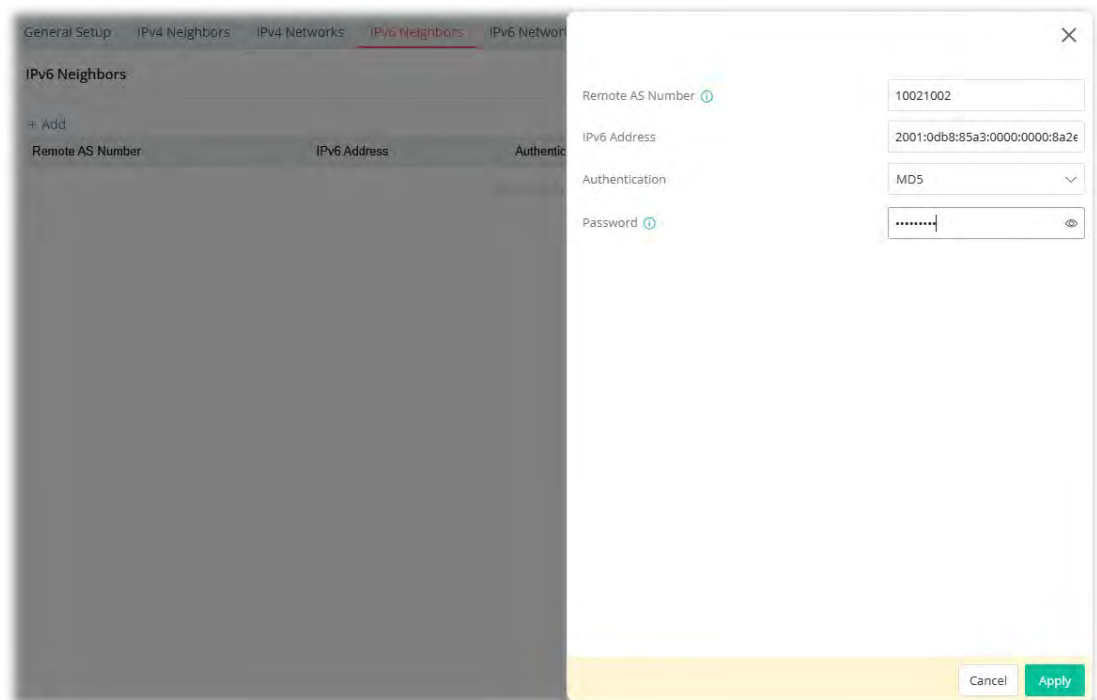 General Setup IPv4 Neighbors IPv4 Networks IPv6 Neighbors IPv6 Networ
IPv6 Neighbors
+ Add
Remote AS Number IPv6 Address Authentic
Remote AS Number 10021002
IPv6 Address 2001:0db8:85a3:0000:0000:8a2e
Authentication MD5
Password •••••••••
Cancel Apply